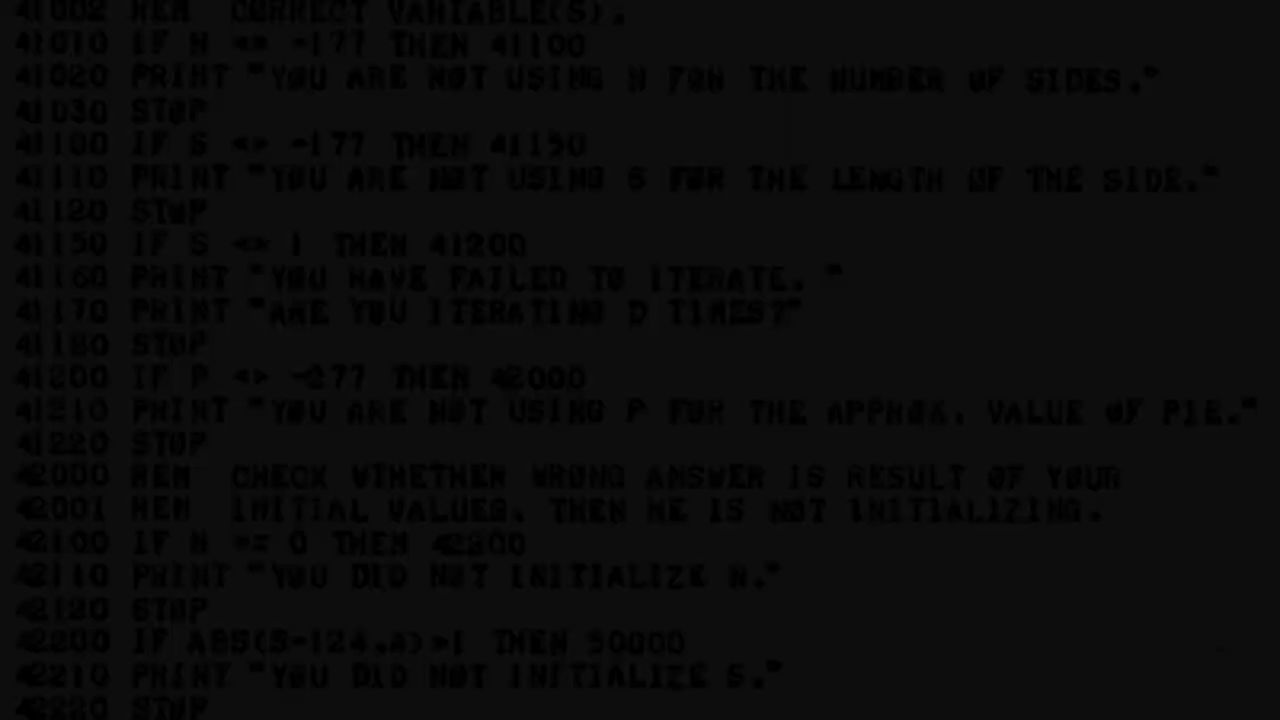 41002 REM  CORRECT VARIABLE(S).
41010 IF N <> -177 THEN 41100
41020 PRINT "YOU ARE NOT USING N FOR THE NUMBER OF SIDES."
41030 STOP
41100 IF S <> -177 THEN 41150
41110 PRINT "YOU ARE NOT USING S FOR THE LENGTH OF THE SIDE."
41120 STOP
41150 IF S <> 1 THEN 41200
41160 PRINT "YOU HAVE FAILED TO ITERATE. "
41170 PRINT "ARE YOU ITERATING D TIMES?"
41180 STOP
41200 IF P <> -277 THEN 42000
41210 PRINT "YOU ARE NOT USING P FOR THE APPROX. VALUE OF PIE."
41220 STOP
42000 REM  CHECK WHETHER WRONG ANSWER IS RESULT OF YOUR
42001 REM  INITIAL VALUES. THEN HE IS NOT INITIALIZING.
42100 IF N THEN
42110 PRINT "YOU DID NOT INITIALIZE N."
42120 STOP
42200 IF THEN 50000
42210 PRINT "YOU DID NOT INITIALIZE S."
42220 STOP